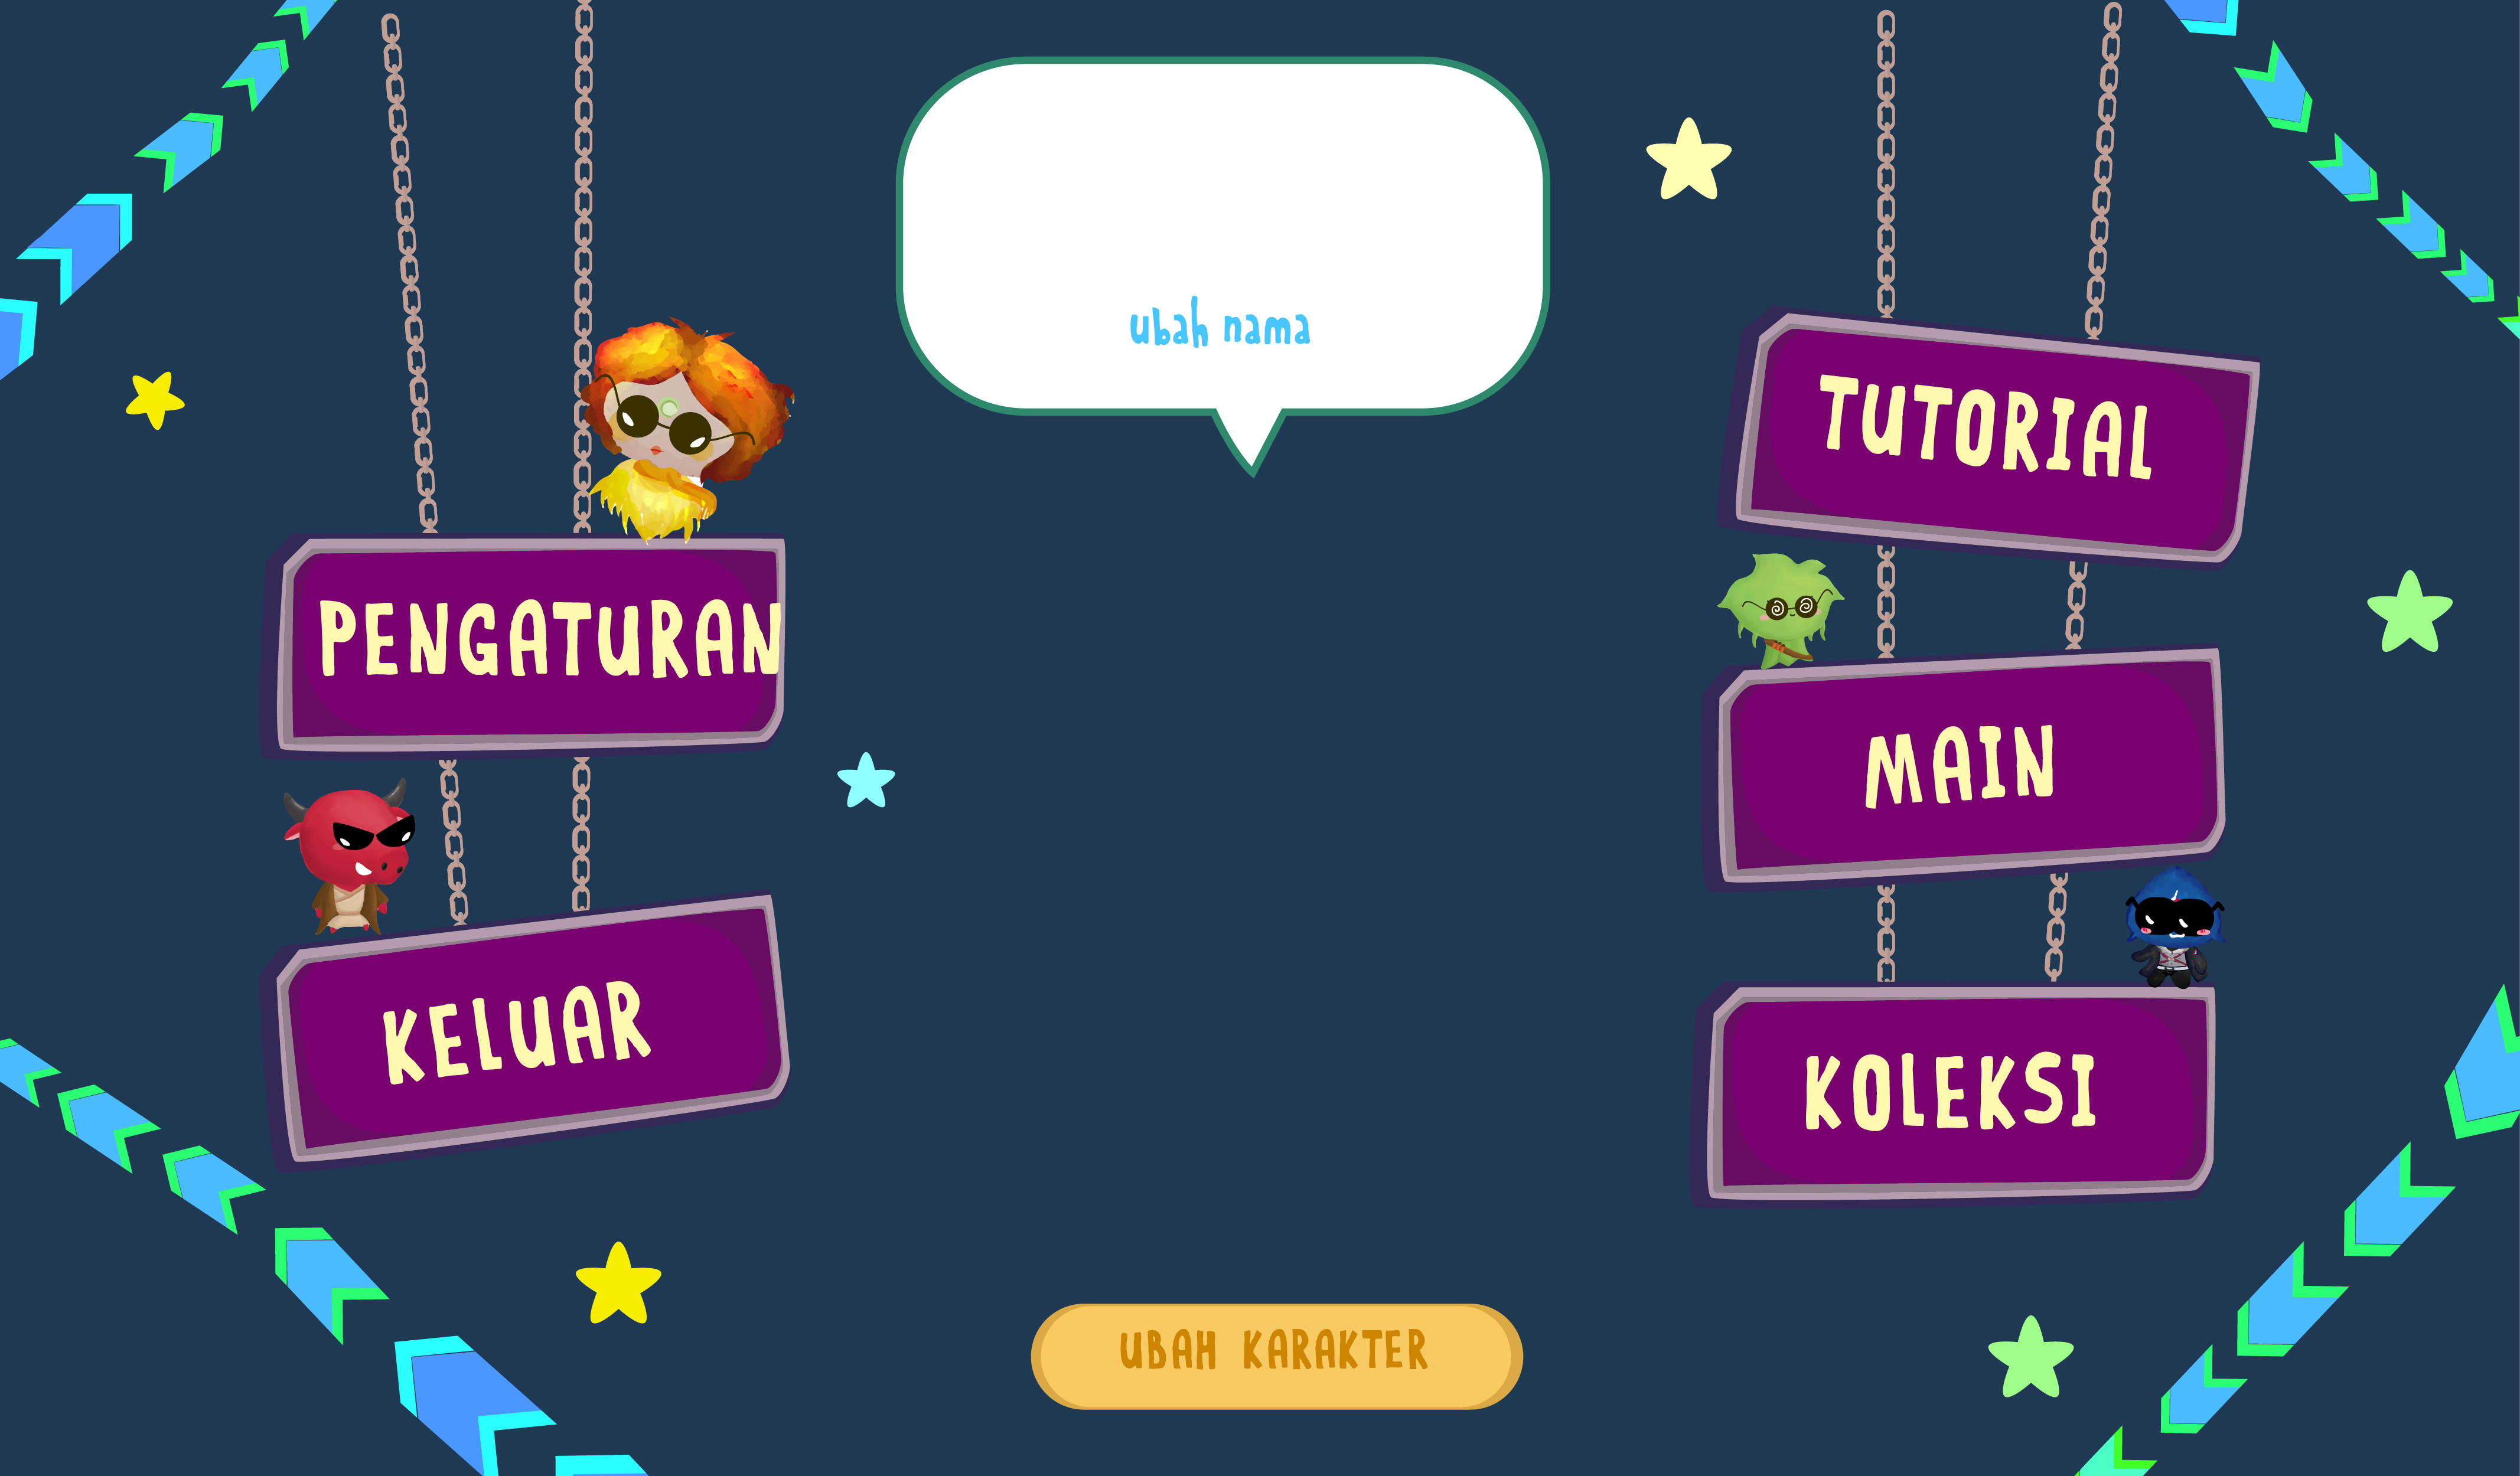 ubah nama
PENGATURAN
KELUAR
TUTORIAL
MAIN
KOLEKSI
UBAH KARAKTER